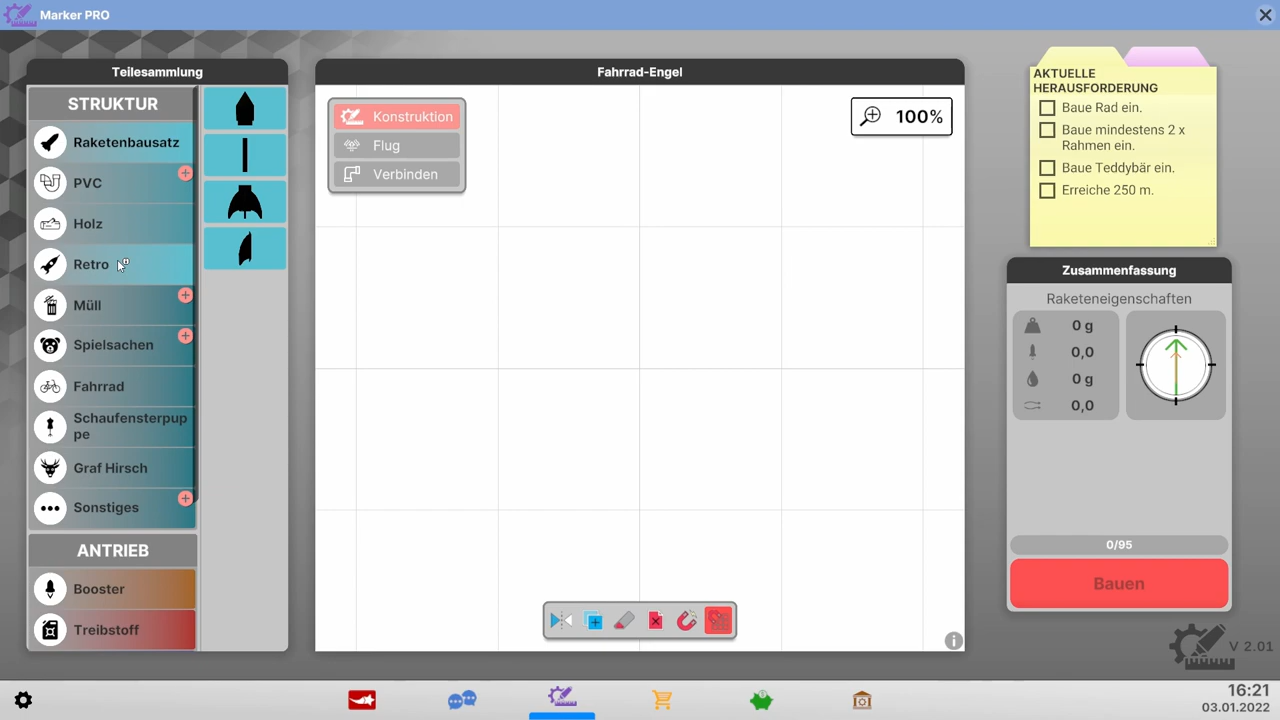 Marker PRO
Teilesammlung
STRUKTUR
Raketenbausatz
PVC
Holz
Retro
Müll
Spielsachen
Fahrrad
Schaufensterpup
pe
Graf Hirsch
Sonstiges
ANTRIEB
Booster
Treibstoff
Fahrrad-Engel
Konstruktion
Flug
Verbinden
100%
AKTUELLE
HERAUSFORDERUNG
Baue Rad ein.
Baue mindestens 2 x
Rahmen ein.
Baue Teddybär ein.
Erreiche 250 m.
Zusammenfassung
Raketeneigenschaften
0 g
0,0
0 g
0,0
0/95
Bauen
V 2.01
16:21
03.01.2022